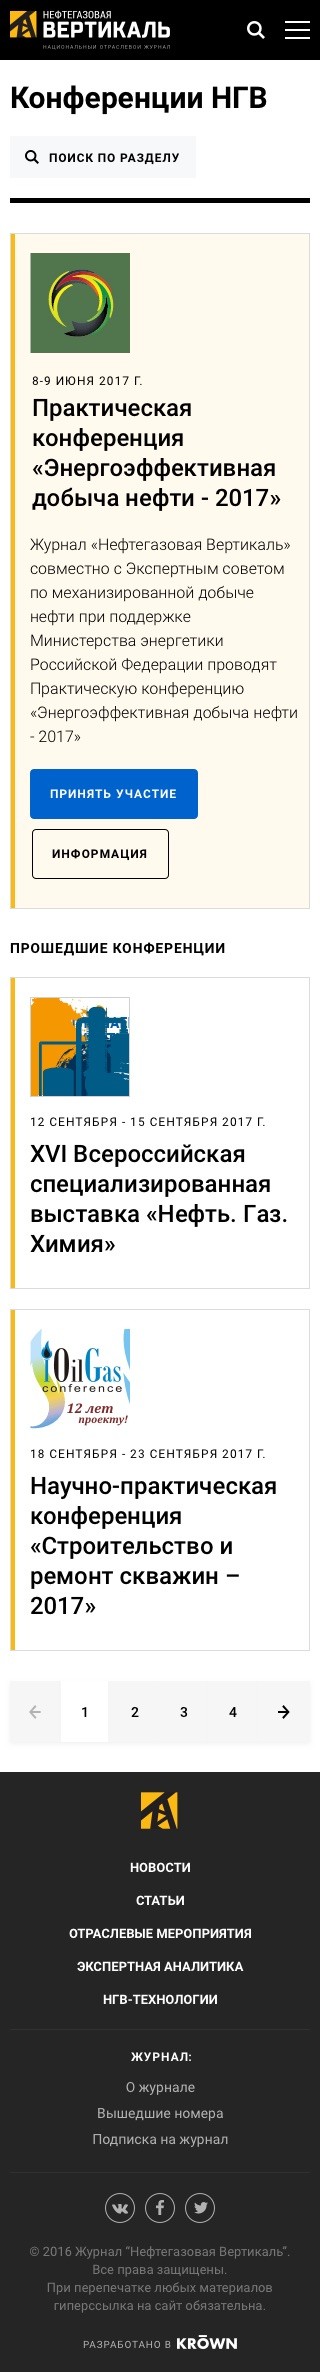 НЕФТЕГАЗОВАЯ
ВЕРТИКАЛЬ
НАЦИОНАЛЬНЫЙ ОТРАСЛЕВОЙ ЖУРНАЛ
Конференции НГВ
ПОИСК ПО РАЗДЕЛУ
8-9 ИЮНЯ 2017 Г.
Практическая
конференция
«Энергоэффективная
добыча нефти - 2017»
Журнал «Нефтегазовая Вертикаль»
совместно с Экспертным советом
по механизированной добыче
нефти при поддержке
Министерства энергетики
Российской Федерации проводят
Практическую конференцию
«Энергоэффективная добыча нефти
- 2017»
ПРИНЯТЬ УЧАСТИЕ
ИНФОРМАЦИЯ
ПРОШЕДШИЕ КОНФЕРЕНЦИИ
12 СЕНТЯБРЯ - 15 СЕНТЯБРЯ 2017 Г.
XVI Всероссийская
специализированная
выставка «Нефть. Газ.
Химия»
OilGas
conference
12 лет
проекту!
18 СЕНТЯБРЯ - 23 СЕНТЯБРЯ 2017 Г.
Научно-практическая
конференция
«Строительство и
ремонт скважин –
2017»
← 1 2 3 4 →
НОВОСТИ
СТАТЬИ
ОТРАСЛЕВЫЕ МЕРОПРИЯТИЯ
ЭКСПЕРТНАЯ АНАЛИТИКА
НГВ-ТЕХНОЛОГИИ
ЖУРНАЛ:
О журнале
Вышедшие номера
Подписка на журнал
© 2016 Журнал "Нефтегазовая Вертикаль".
Все права защищены.
При перепечатке любых материалов
гиперссылка на сайт обязательна.
РАЗРАБОТАНО В KRŌWN